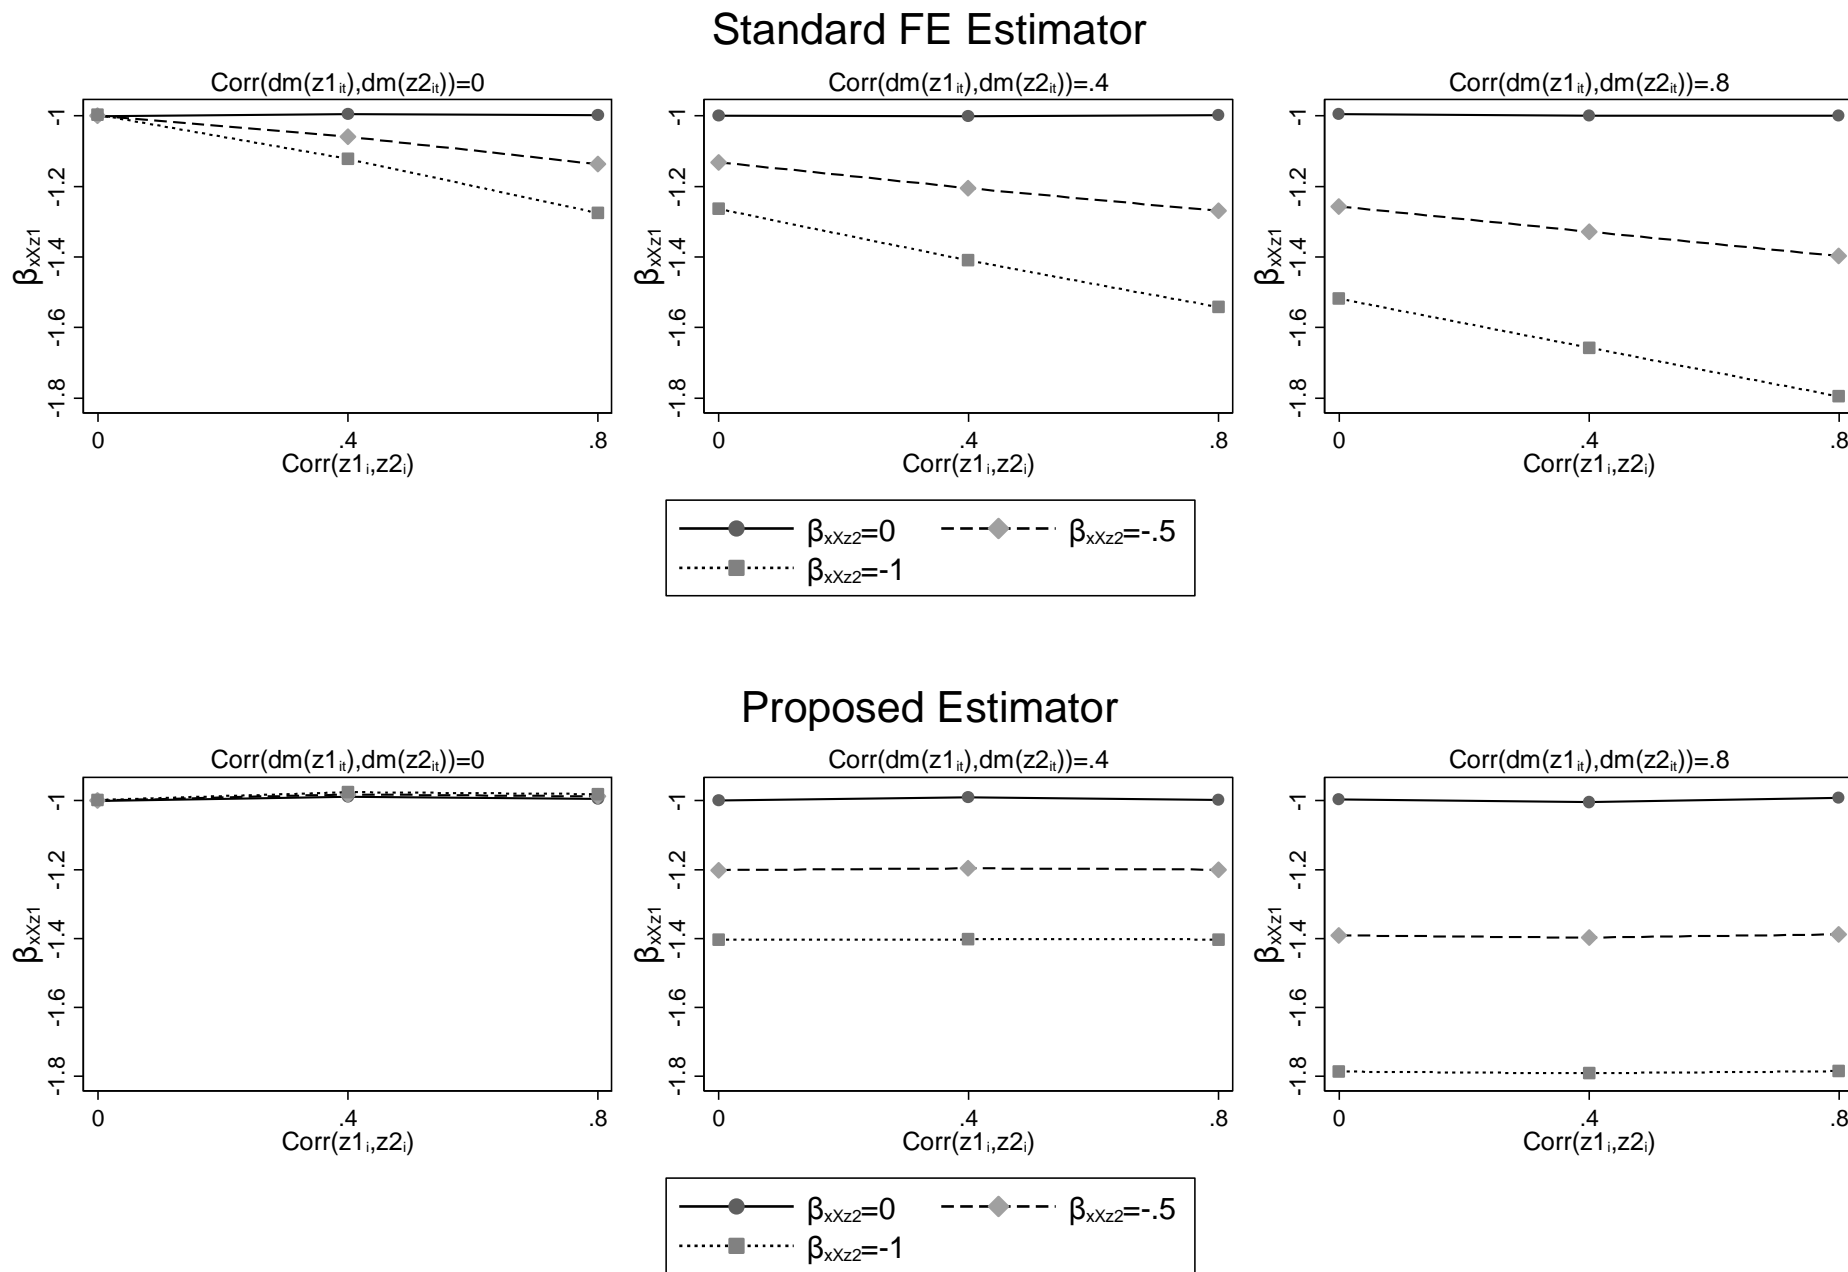 Standard FE Estimator
Corr(dm(z1it),dm(z2it))=0
Corr(dm(z1it),dm(z2it))=.4
Corr(dm(z1it),dm(z2it))=.8
βxXz1
-1
-1.2
-1.4
-1.6
-1.8
0
.4
.8
Corr(z1i,z2i)
βxXz1
-1
-1.2
-1.4
-1.6
-1.8
0
.4
.8
Corr(z1i,z2i)
βxXz1
-1
-1.2
-1.4
-1.6
-1.8
0
.4
.8
Corr(z1i,z2i)
βxXz2=0
βxXz2=-.5
βxXz2=-1
Proposed Estimator
Corr(dm(z1it),dm(z2it))=0
Corr(dm(z1it),dm(z2it))=.4
Corr(dm(z1it),dm(z2it))=.8
βxXz1
-1
-1.2
-1.4
-1.6
-1.8
0
.4
.8
Corr(z1i,z2i)
βxXz1
-1
-1.2
-1.4
-1.6
-1.8
0
.4
.8
Corr(z1i,z2i)
βxXz1
-1
-1.2
-1.4
-1.6
-1.8
0
.4
.8
Corr(z1i,z2i)
βxXz2=0
βxXz2=-.5
βxXz2=-1